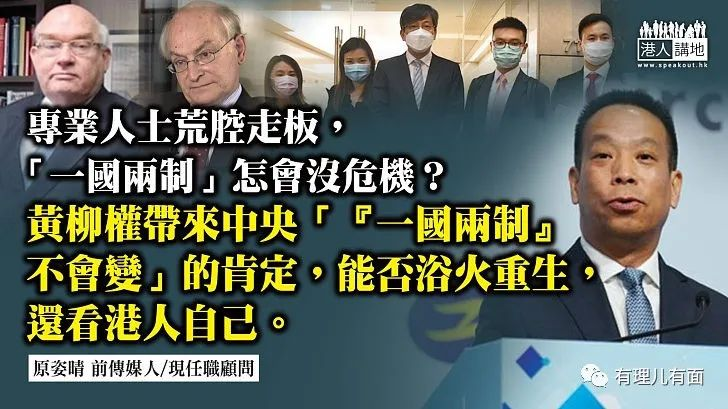 港人講地
www.speakout.hk
專業人士荒腔走板，
「一國兩制」怎會沒危機？
黃柳權帶來中央「『一國兩制』
不會變」的肯定，能否浴火重生，
還看港人自己。
原姿晴 前傳媒人/現任職顧問
有理儿有面